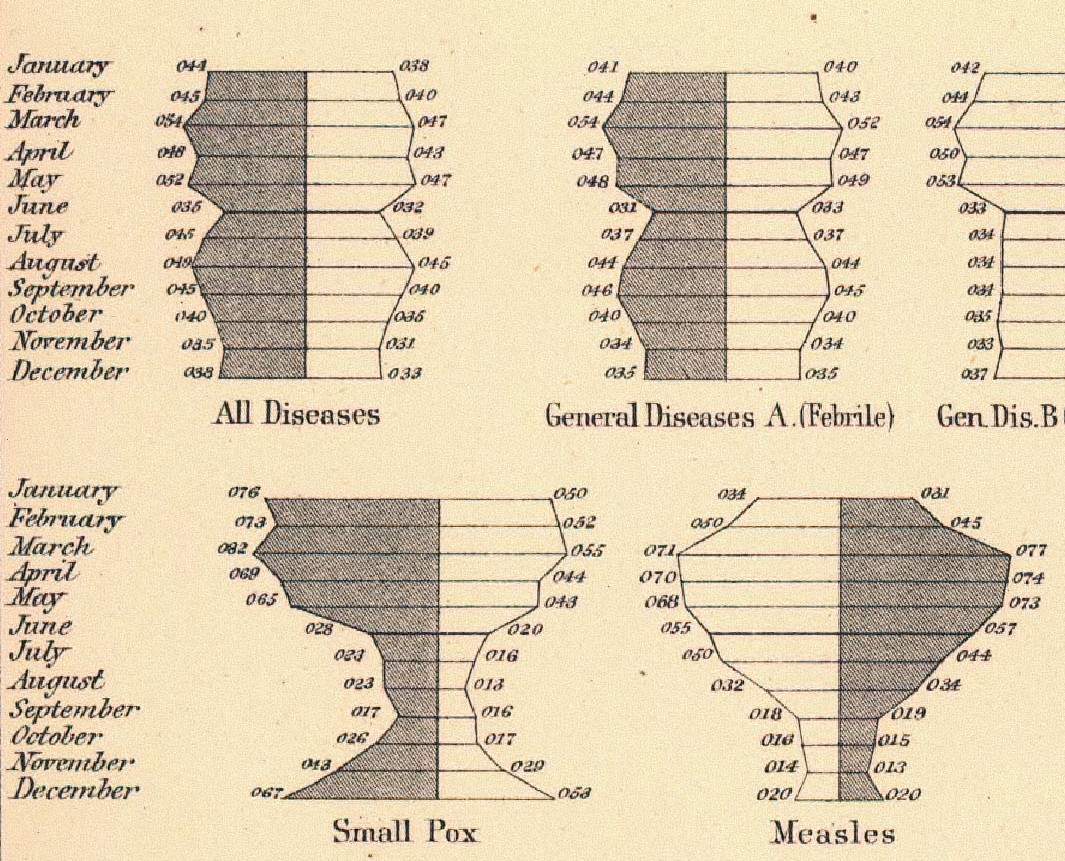 January 044 038 041 040 042
February 045 040 044 043 044
March 054 047 054 052 054
April 048 043 047 047 050
May 052 047 048 049 053
June 035 032 031 033 033
July 045 039 037 037 034
August 049 045 044 044 034
September 045 040 046 045 034
October 040 035 040 040 035
November 035 031 034 034 033
December 038 033 035 035 037
All Diseases General Diseases A. (Febrile) Gen. Dis. B
January 076 050 034 031
February 073 052 050 045
March 082 055 071 077
April 069 044 070 074
May 065 043 068 073
June 028 020 055 057
July 023 016 050 044
August 023 013 032 034
September 017 016 018 019
October 026 017 016 015
November 043 029 014 013
December 067 053 020 020
Small Pox Measles